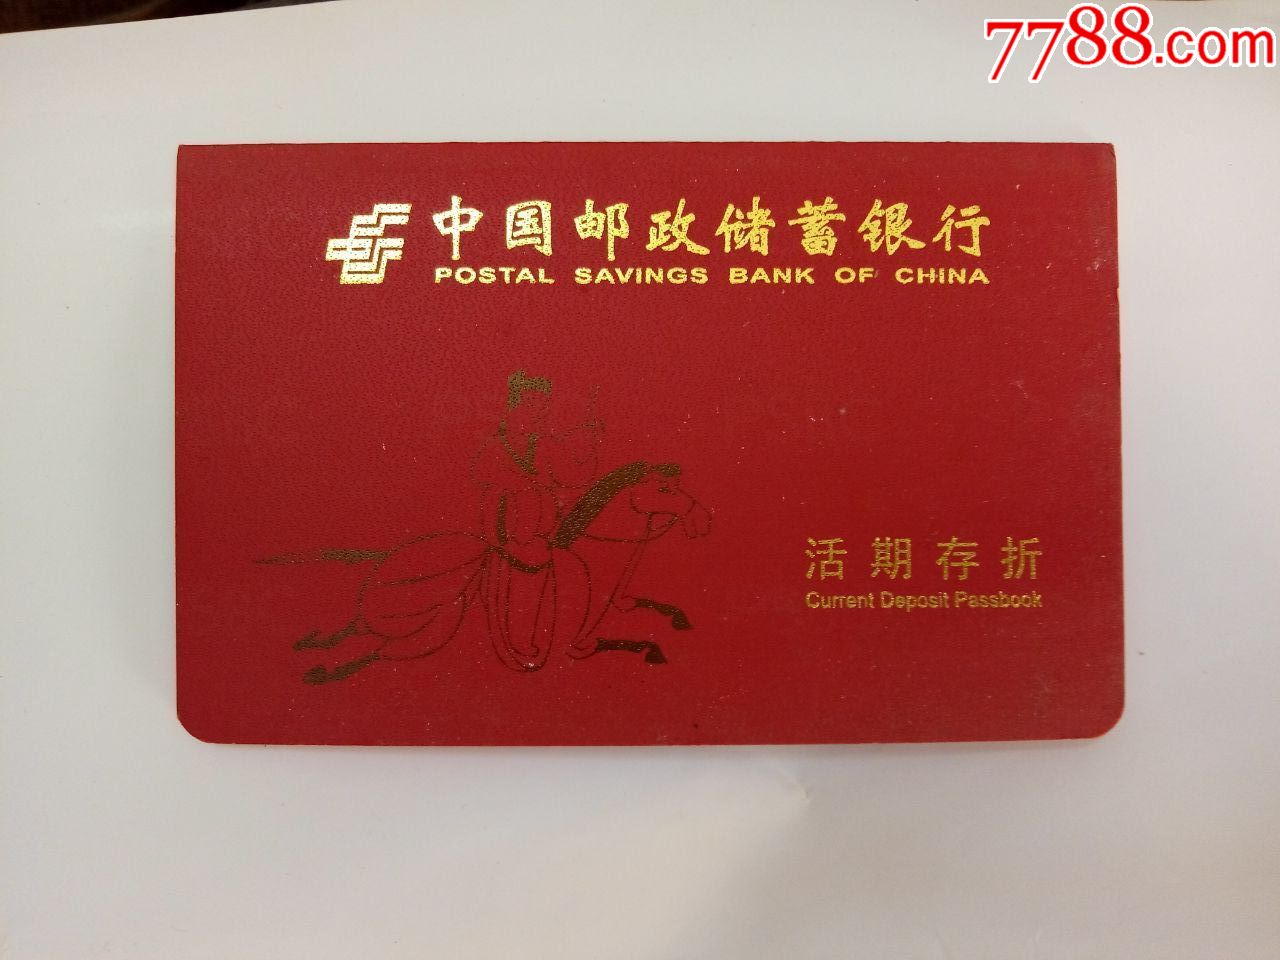 7788.com
中国邮政储蓄银行
POSTAL SAVINGS BANK OF CHINA
活期存折
Current Deposit Passbook